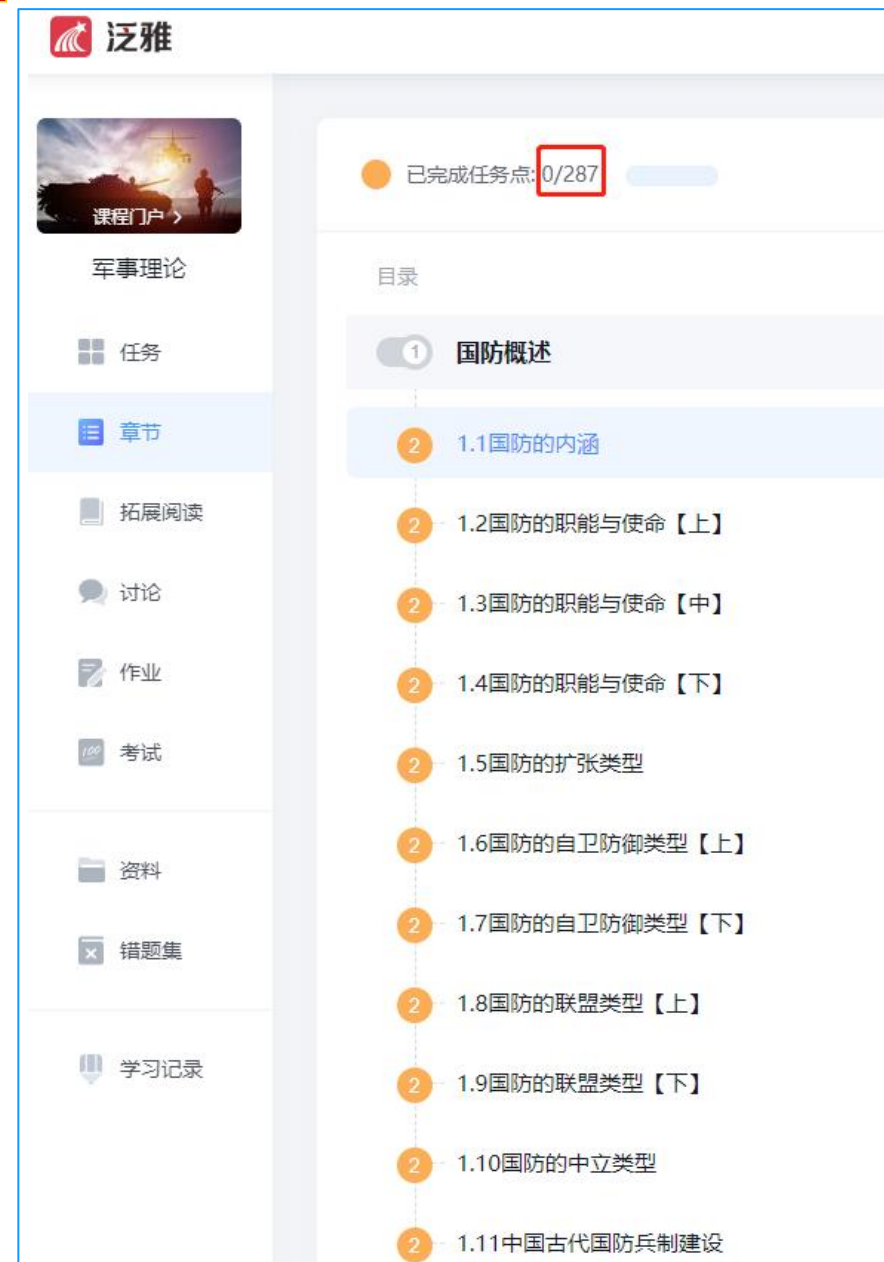 泛雅
课程门户 >
军事理论
任务
章节
拓展阅读
讨论
作业
100 考试
资料
错题集
学习记录
已完成任务点: 0/287
目录
1 国防概述
2 1.1国防的内涵
2 1.2国防的职能与使命【上】
2 1.3国防的职能与使命【中】
2 1.4国防的职能与使命【下】
2 1.5国防的扩张类型
2 1.6国防的自卫防御类型【上】
2 1.7国防的自卫防御类型【下】
2 1.8国防的联盟类型【上】
2 1.9国防的联盟类型【下】
2 1.10国防的中立类型
2 1.11中国古代国防兵制建设